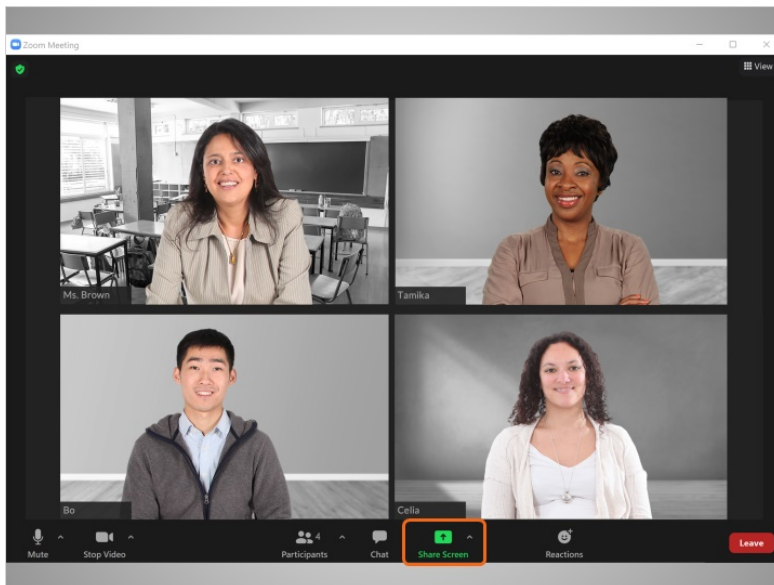 Zoom Meeting
View
Ms. Brown
Tamika
Bo
Celia
Mute
Stop Video
4
Participants
Chat
Share Screen
Reactions
Leave